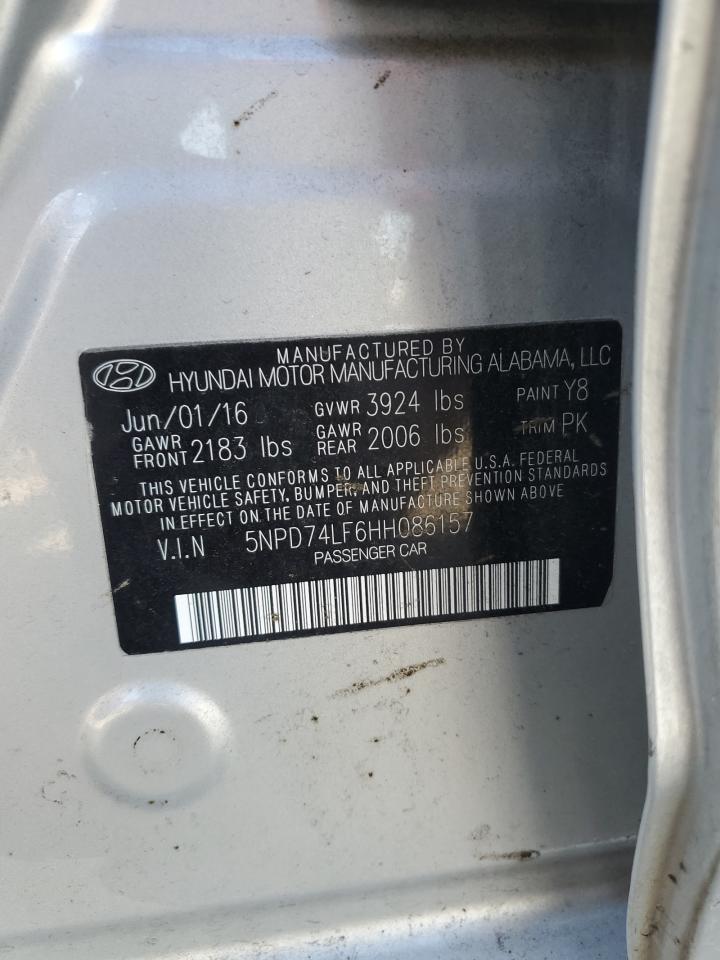 MANUFACTURED BY
HYUNDAI MOTOR MANUFACTURING ALABAMA, LLC
Jun/01/16 GVWR 3924 lbs PAINT Y8
GAWR FRONT 2183 lbs GAWR REAR 2006 lbs TRIM PK
THIS VEHICLE CONFORMS TO ALL APPLICABLE U.S.A. FEDERAL
MOTOR VEHICLE SAFETY, BUMPER, AND THEFT PREVENTION STANDARDS
IN EFFECT ON THE DATE OF MANUFACTURE SHOWN ABOVE
V.I.N 5NPD74LF6HH086157
PASSENGER CAR